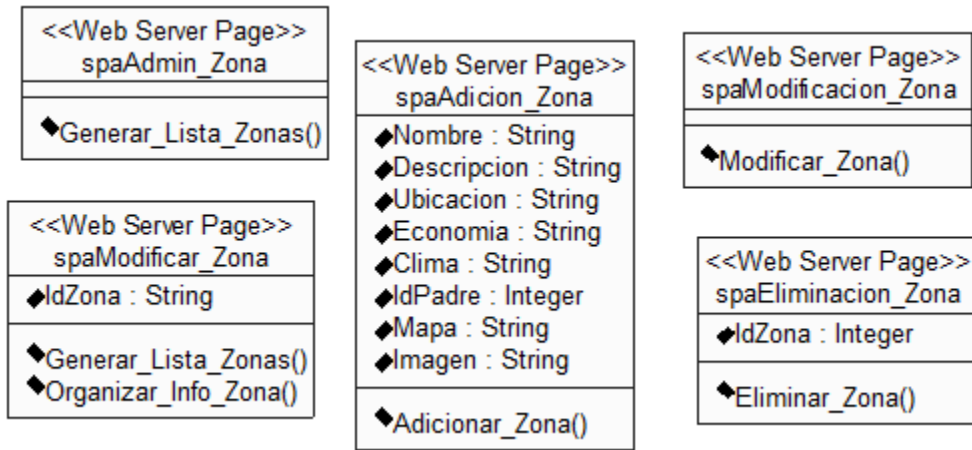 <<Web Server Page>>
spaAdmin_Zona
Generar_Lista_Zonas()
<<Web Server Page>>
spaModificar_Zona
IdZona : String
Generar_Lista_Zonas()
Organizar_Info_Zona()
<<Web Server Page>>
spaAdicion_Zona
Nombre : String
Descripcion : String
Ubicacion : String
Economia : String
Clima : String
IdPadre : Integer
Mapa : String
Imagen : String
Adicionar_Zona()
<<Web Server Page>>
spaModificacion_Zona
Modificar_Zona()
<<Web Server Page>>
spaEliminacion_Zona
IdZona : Integer
Eliminar_Zona()